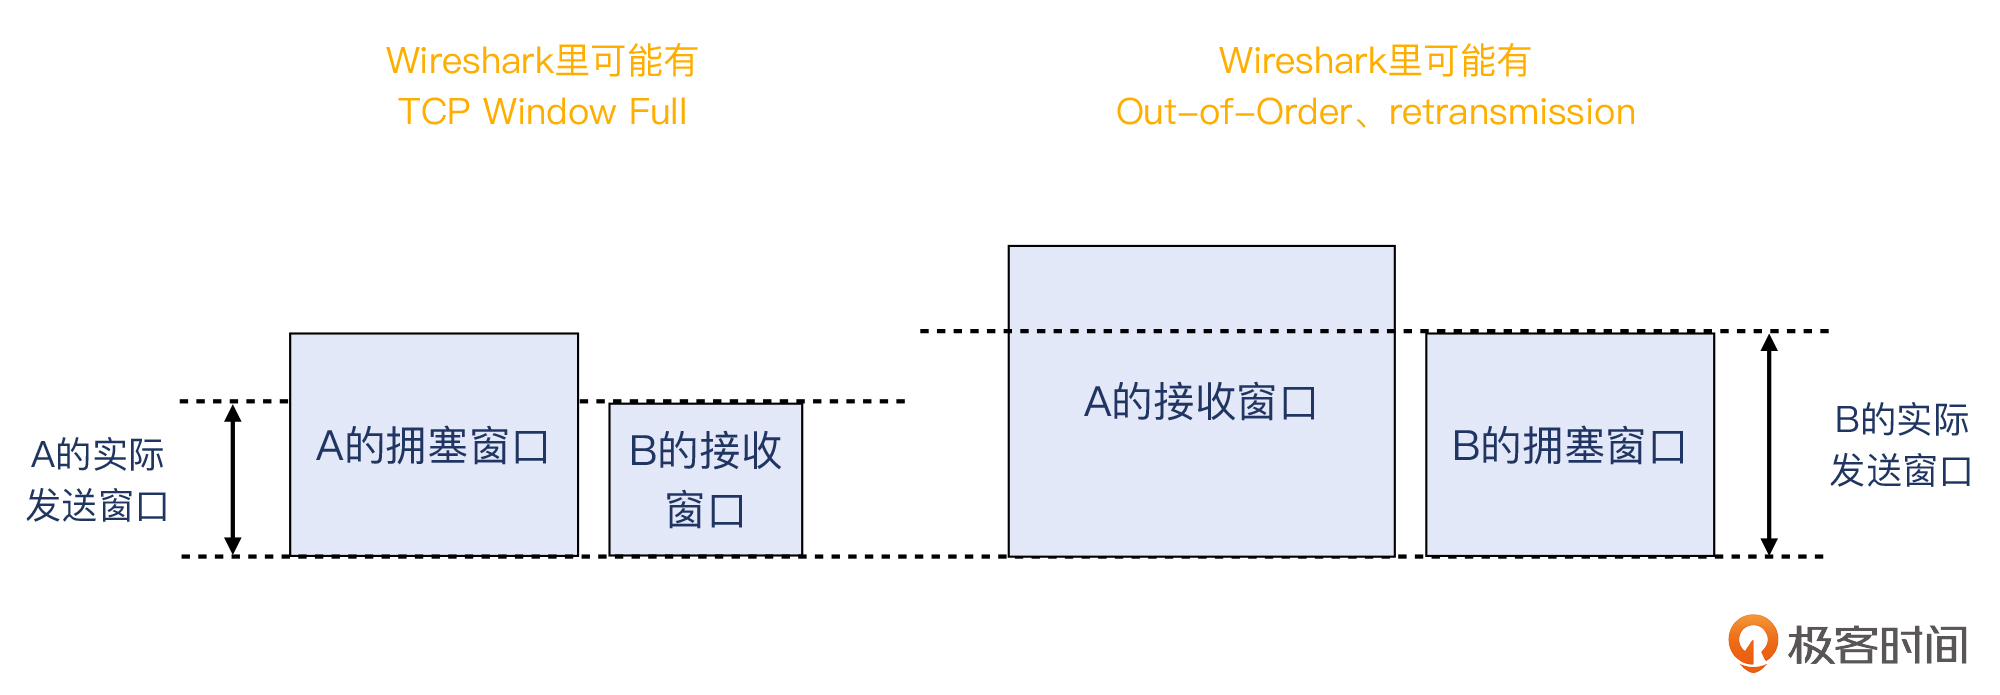 Wireshark里可能有
TCP Window Full
Wireshark里可能有
Out-of-Order、retransmission
A的实际
发送窗口
A的拥塞窗口
B的接收
窗口
A的接收窗口
B的拥塞窗口
B的实际
发送窗口
极客时间